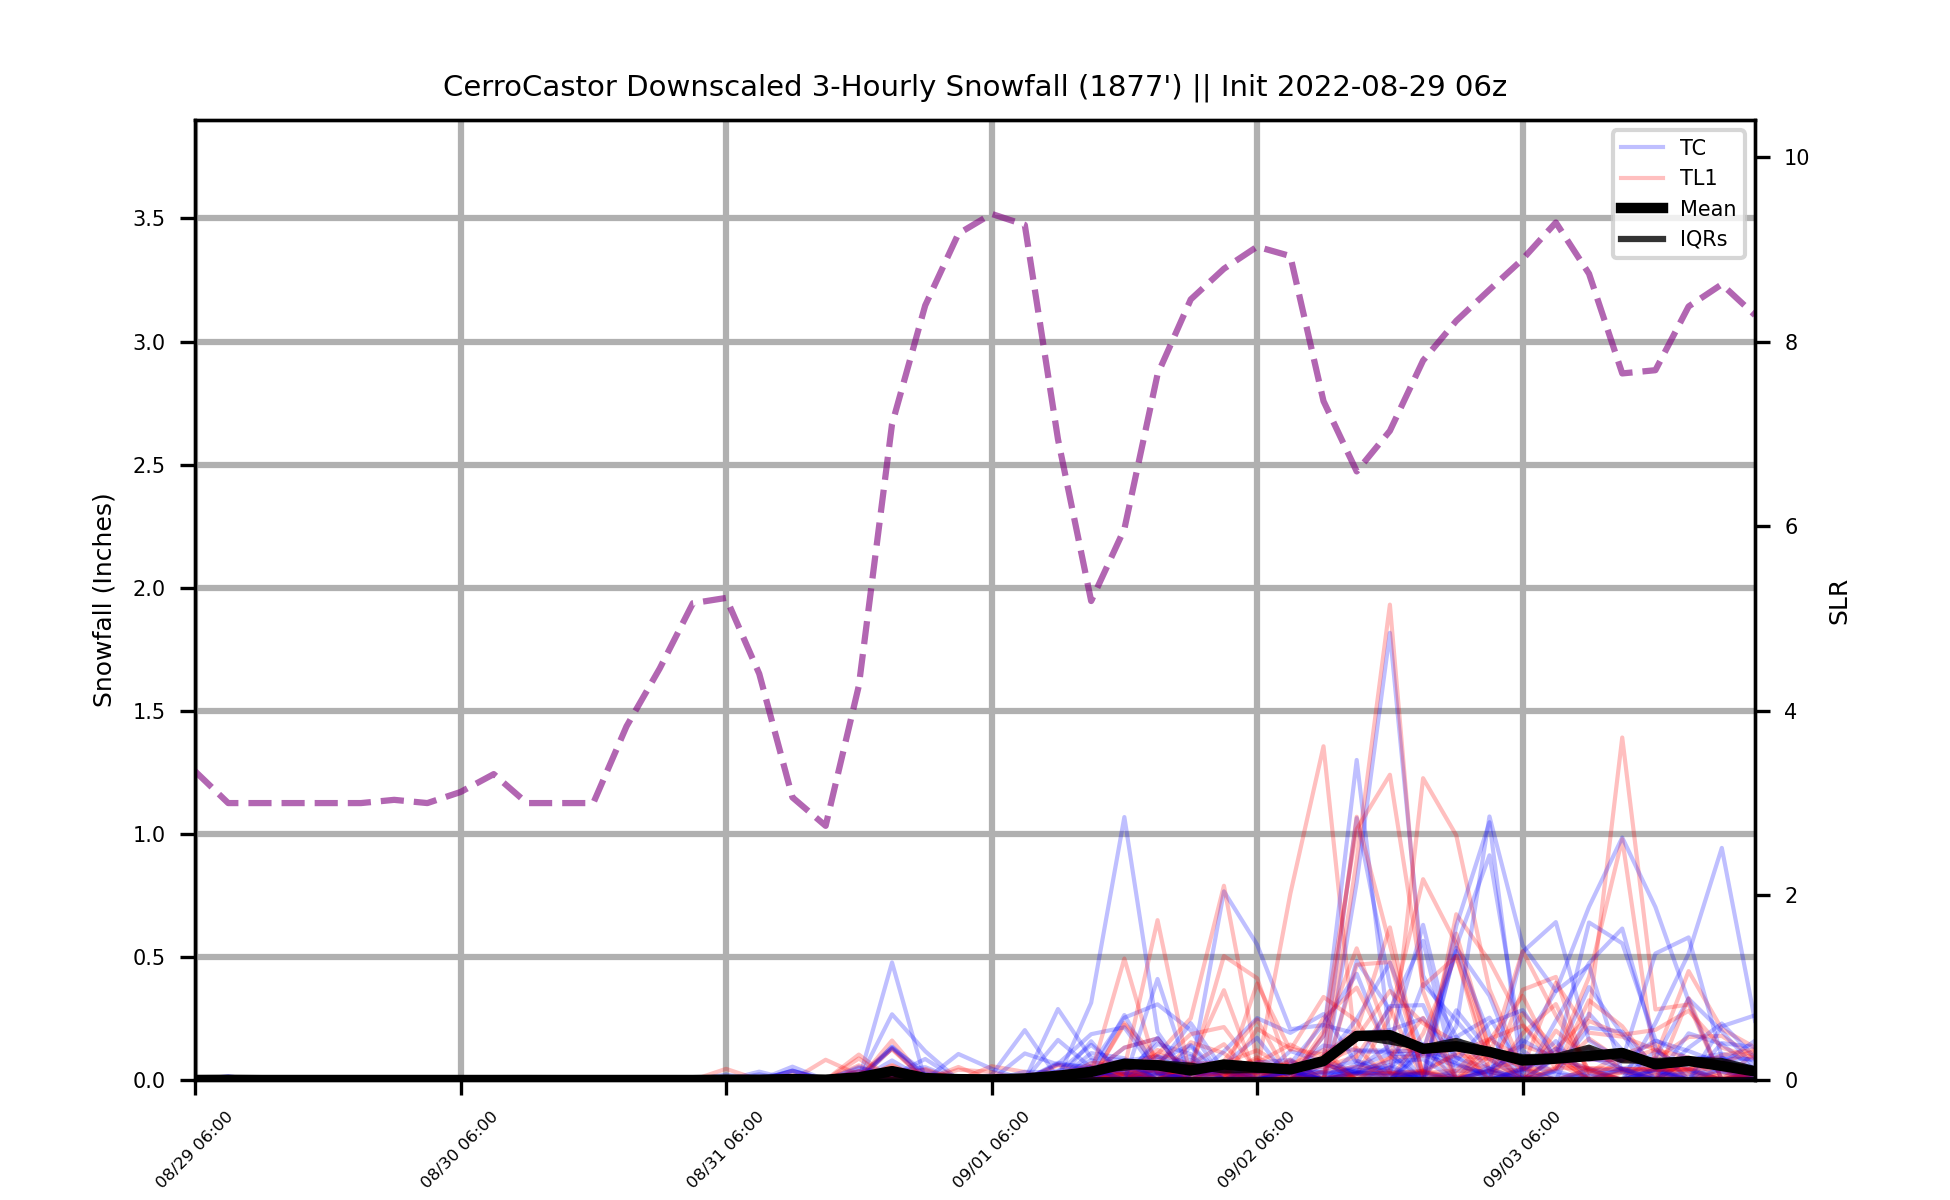 CerroCastor Downscaled 3-Hourly Snowfall (1877') || Init 2022-08-29 06z
TC
TL1
Mean
IQRs
Snowfall (Inches)
3.5
3.0
2.5
2.0
1.5
1.0
0.5
0.0
10
8
6
4
2
0
SLR
08/29 06:00
08/30 06:00
08/31 06:00
09/01 06:00
09/02 06:00
09/03 06:00